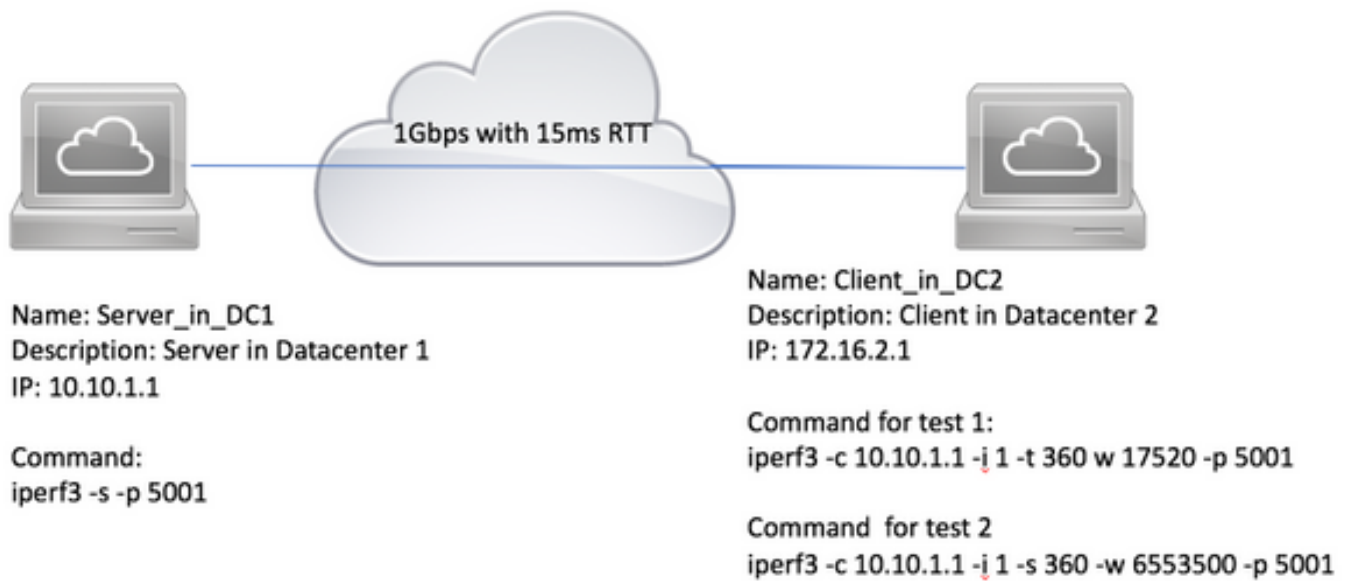 1Gbps with 15ms RTT
Name: Server_in_DC1
Description: Server in Datacenter 1
IP: 10.10.1.1
Command:
iperf3 -s -p 5001
Name: Client_in_DC2
Description: Client in Datacenter 2
IP: 172.16.2.1
Command for test 1:
iperf3 -c 10.10.1.1 -i 1 -t 360 w 17520 -p 5001
Command for test 2
iperf3 -c 10.10.1.1 -i 1 -s 360 -w 6553500 -p 5001